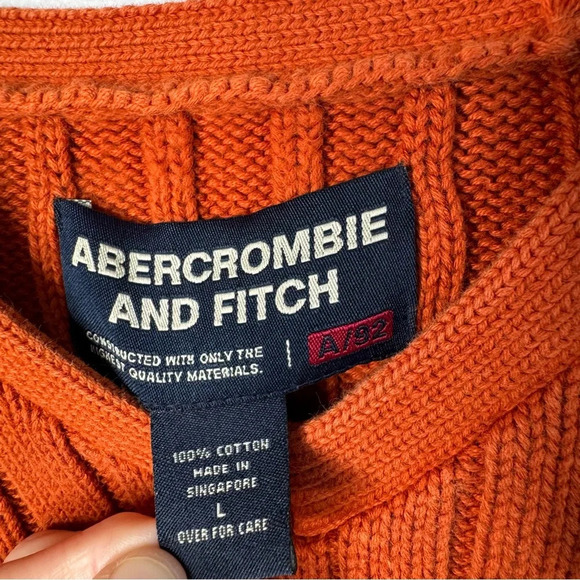 ABERCROMBIE
AND FITCH
CONSTRUCTED WITH ONLY THE
HIGHEST QUALITY MATERIALS.
A/92
100% COTTON
MADE IN
SINGAPORE
L
OVER FOR CARE